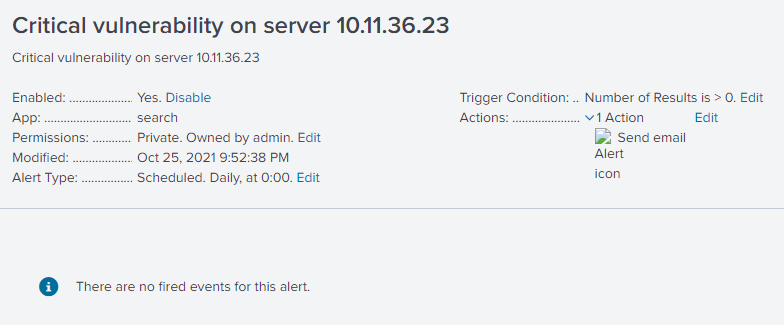 Critical vulnerability on server 10.11.36.23
Critical vulnerability on server 10.11.36.23
Enabled: ................... Yes. Disable
App: ........................... search
Permissions: ............. Private. Owned by admin. Edit
Modified: ................... Oct 25, 2021 9:52:38 PM
Alert Type: ................ Scheduled. Daily, at 0:00. Edit
Trigger Condition: .. Number of Results is > 0. Edit
Actions: ..................... 1 Action Edit
Alert icon Send email
There are no fired events for this alert.